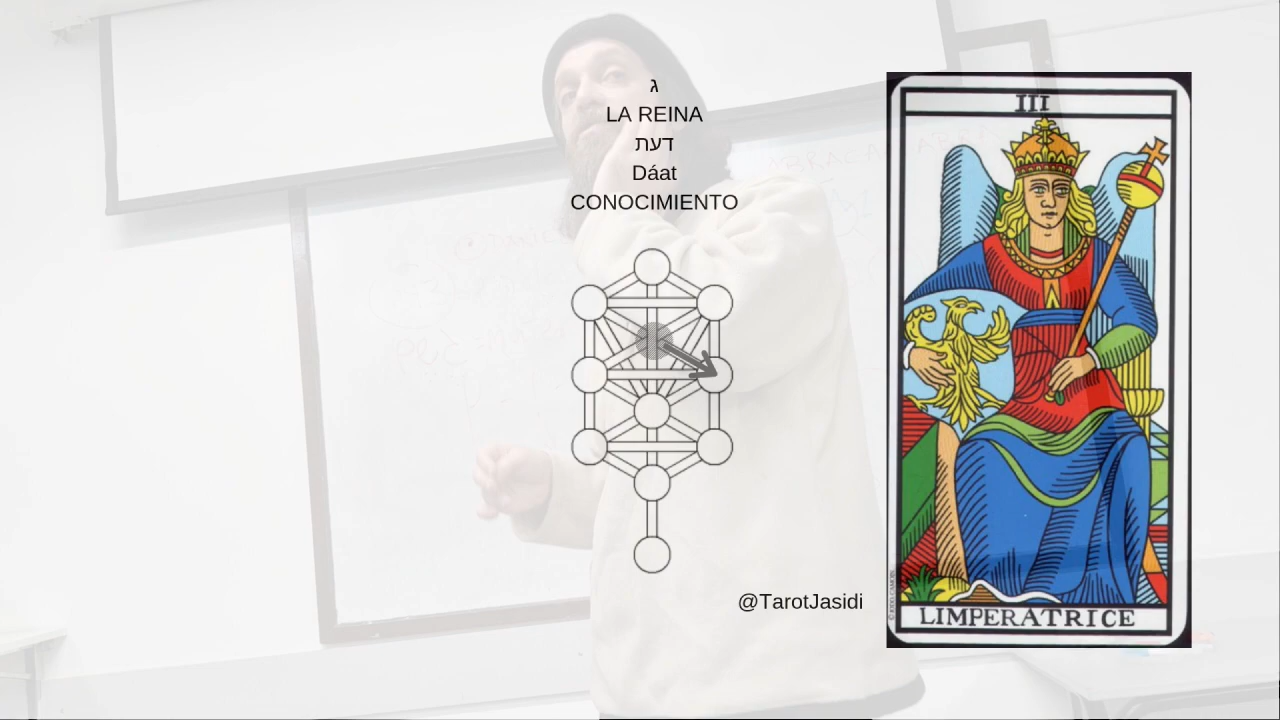 ג
LA REINA
דעת
Dáat
CONOCIMIENTO
@TarotJasidi
III
LIMPERATRICE